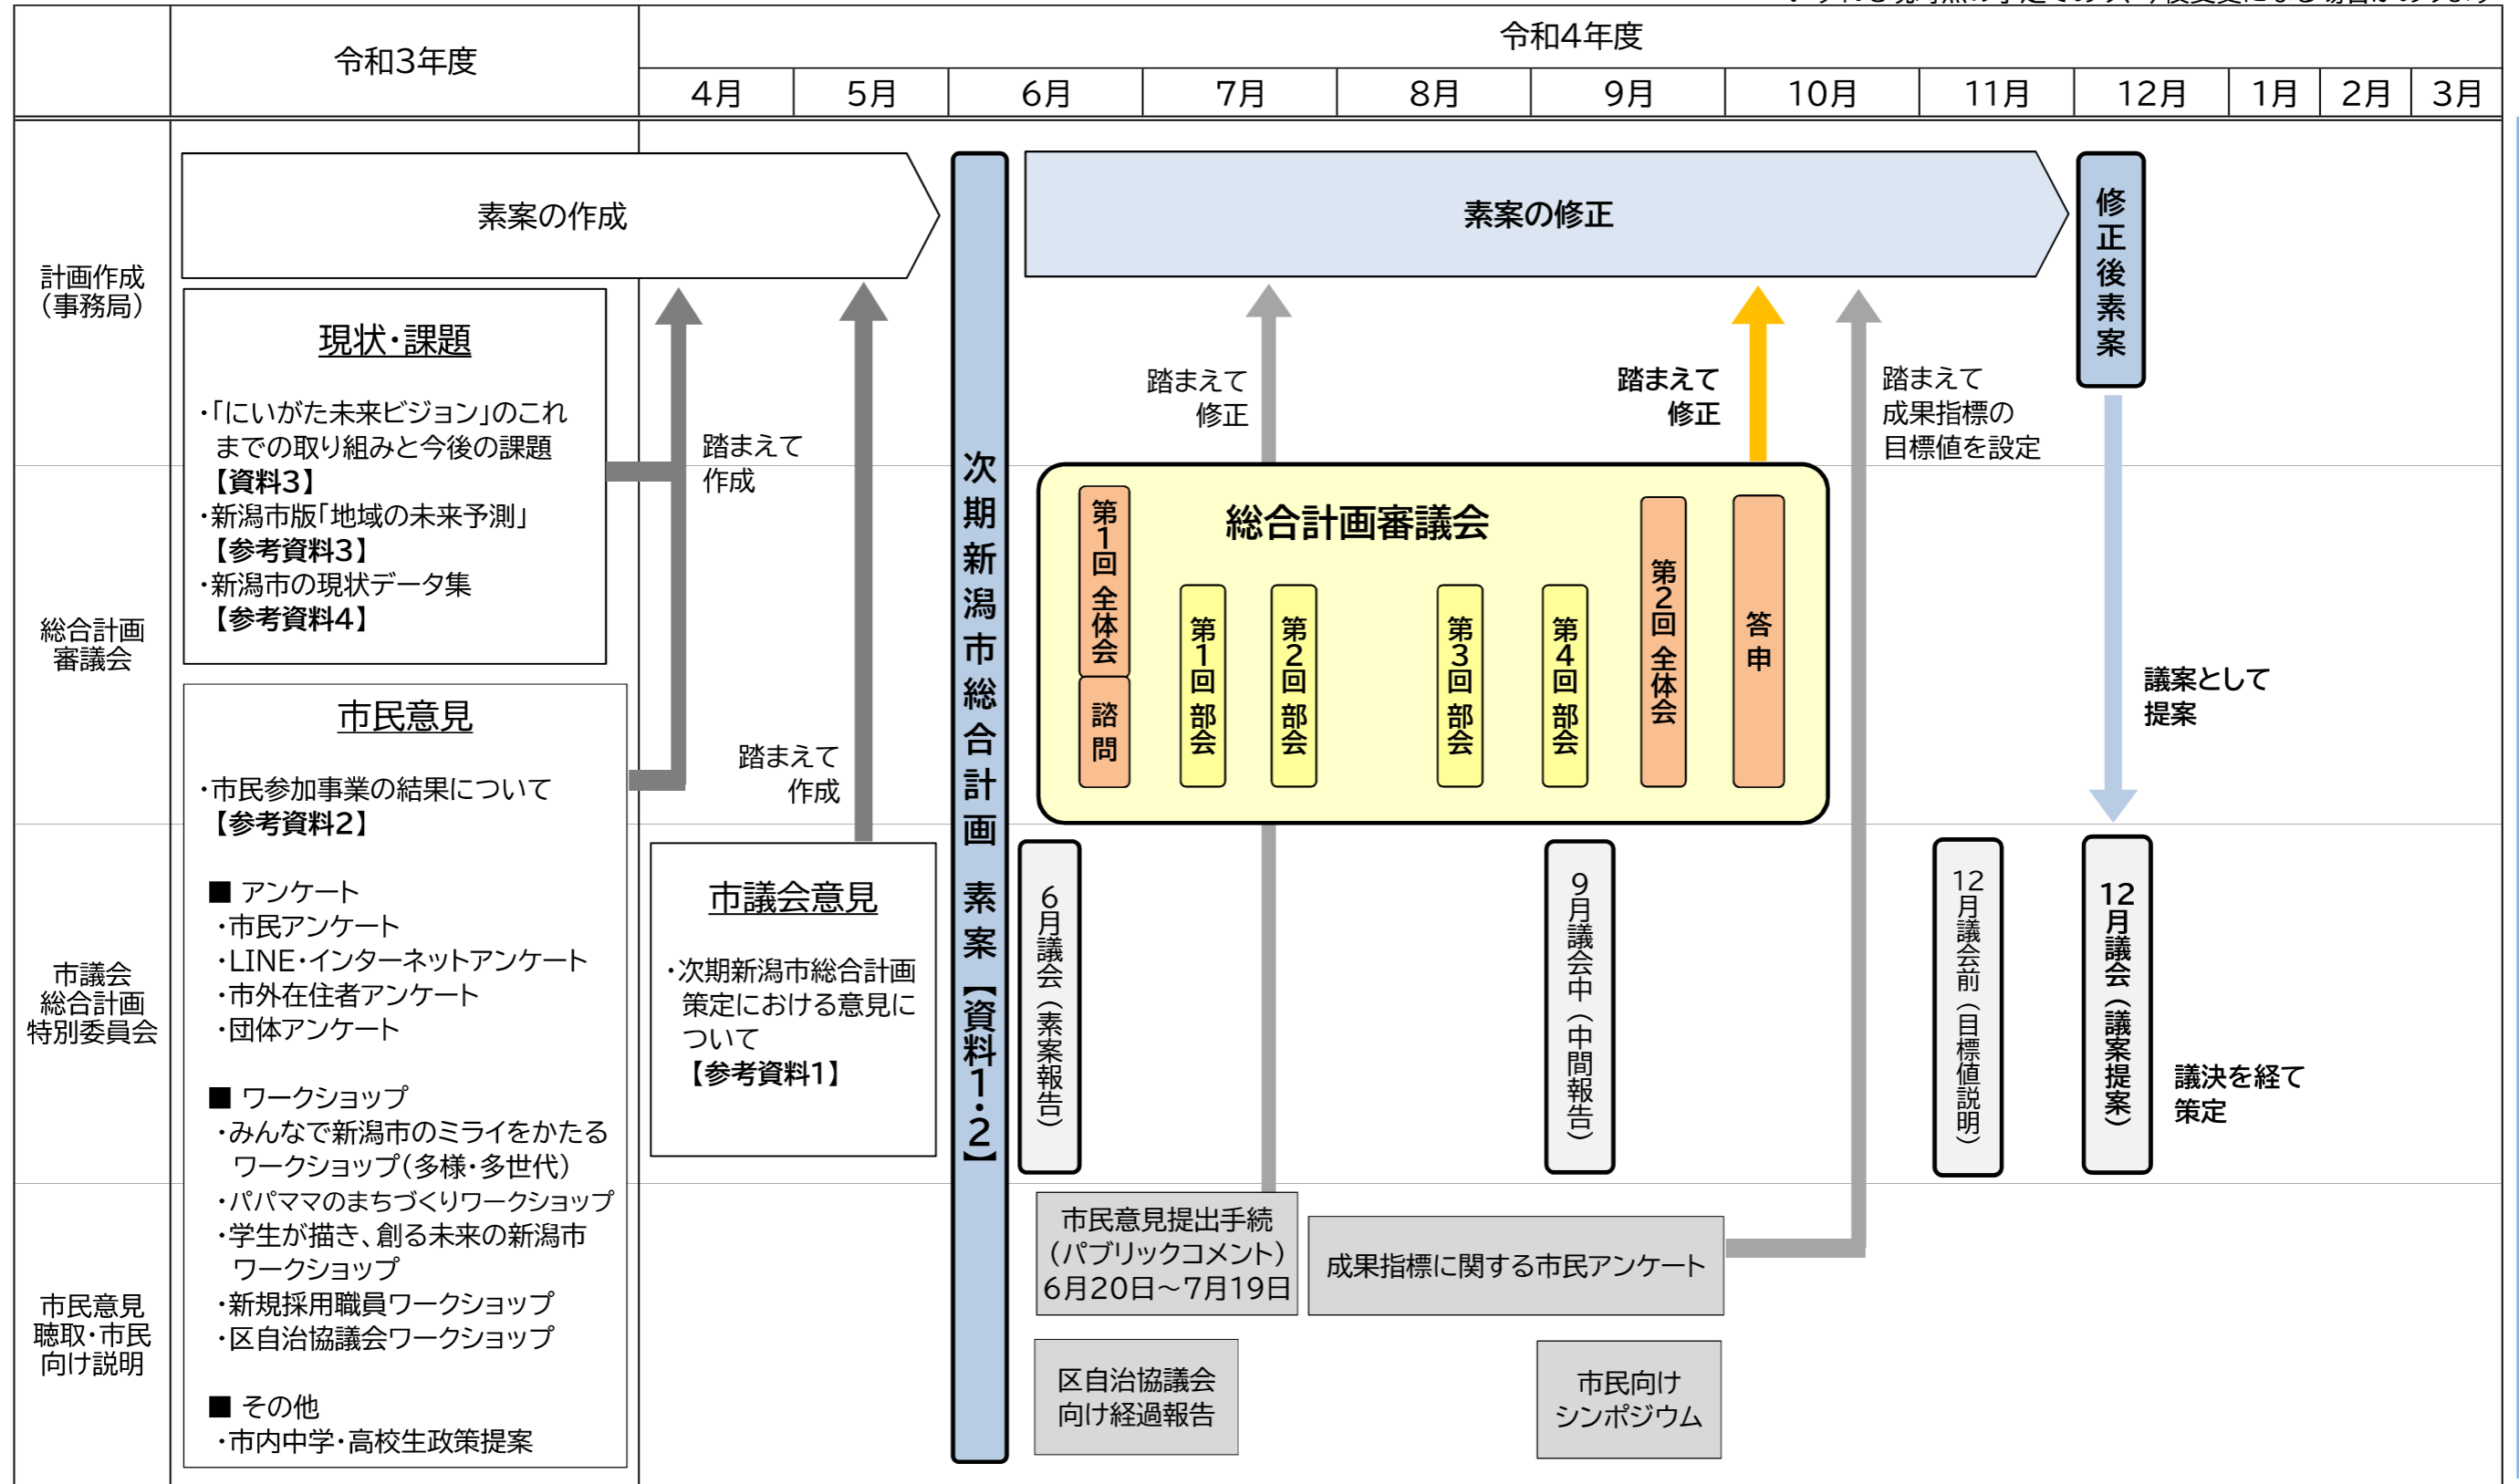 令和3年度
令和4年度
4月
5月
6月
7月
8月
9月
10月
11月
12月
1月
2月
3月
計画作成
（事務局）
素案の作成
素案の修正
修正後素案
現状・課題
・「にいがた未来ビジョン」のこれ
までの取り組みと今後の課題
【資料3】
・新潟市版「地域の未来予測」
【参考資料3】
・新潟市の現状データ集
【参考資料4】
踏まえて
作成
踏まえて
修正
踏まえて
修正
踏まえて
成果指標の
目標値を設定
総合計画
審議会
市民意見
・市民参加事業の結果について
【参考資料2】
■ アンケート
・市民アンケート
・LINE・インターネットアンケート
・市外在住者アンケート
・団体アンケート
■ ワークショップ
・みんなで新潟市のミライをかたる
ワークショップ（多様・多世代）
・パパママのまちづくりワークショップ
・学生が描き、創る未来の新潟市
ワークショップ
・新規採用職員ワークショップ
・区自治協議会ワークショップ
■ その他
・市内中学・高校生政策提案
踏まえて
作成
次期新潟市総合計画 素案【資料1・2】
総合計画審議会
第1回 全体会
諮問
第1回 部会
第2回 部会
第3回 部会
第4回 部会
第2回 全体会
答申
議案として
提案
市議会
総合計画
特別委員会
市議会意見
・次期新潟市総合計画
策定における意見に
ついて
【参考資料1】
6月議会（素案報告）
9月議会中（中間報告）
12月議会前（目標値説明）
12月議会（議案提案）
議決を経て
策定
市民意見
聴取・市民
向け説明
市民意見提出手続
（パブリックコメント）
6月20日～7月19日
成果指標に関する市民アンケート
区自治協議会
向け経過報告
市民向け
シンポジウム